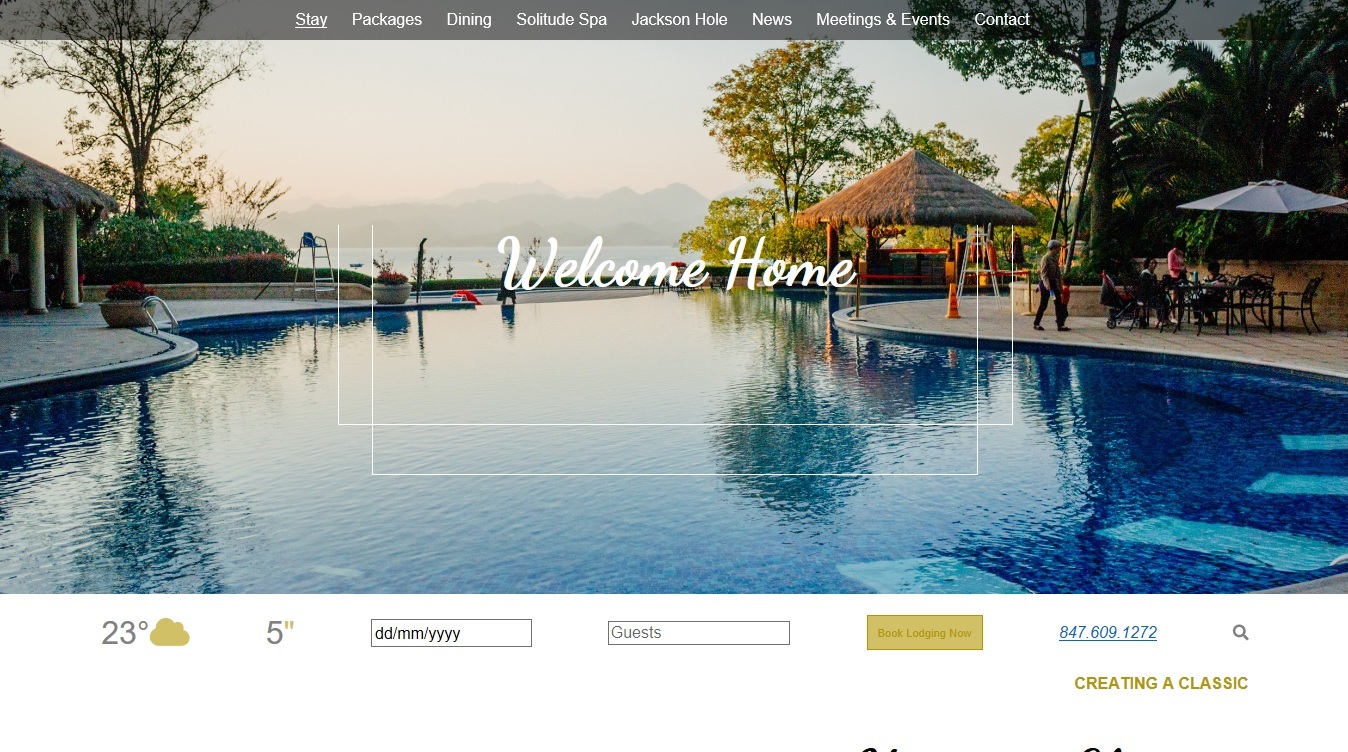 Stay Packages Dining Solitude Spa Jackson Hole News Meetings & Events Contact
Welcome Home
23° 5" dd/mm/yyyy Guests Book Lodging Now 847.609.1272
CREATING A CLASSIC